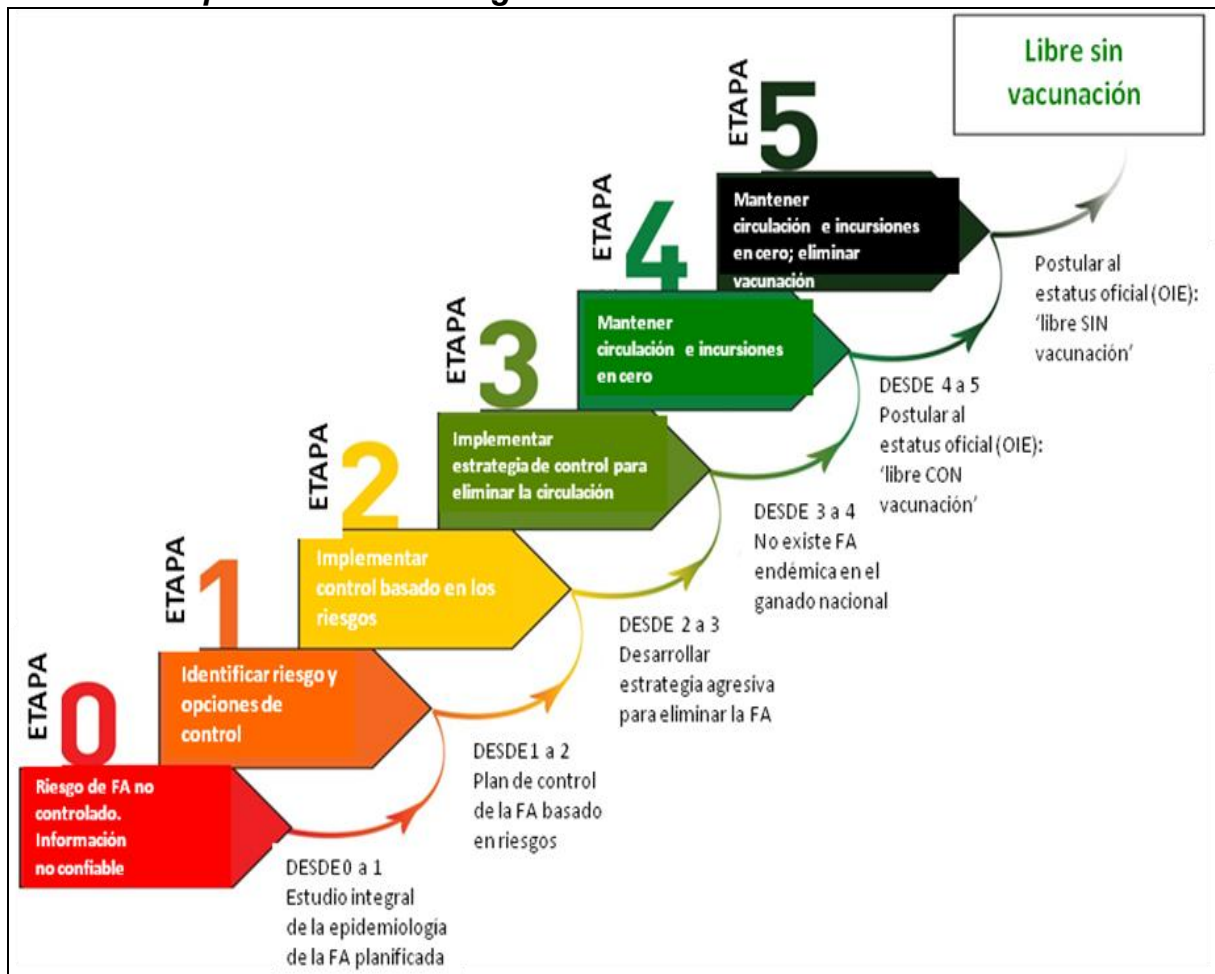 Libre sin
vacunación
ETAPA
5
Mantener
circulación e incursiones
en cero; eliminar
vacunación
Postular al
estatus oficial (OIE):
‘libre SIN
vacunación’
ETAPA
4
Mantener
circulación e incursiones
en cero
DESDE 4 a 5
Postular al
estatus oficial (OIE):
‘libre CON
vacunación’
ETAPA
3
Implementar
estrategia de control para
eliminar la circulación
DESDE 3 a 4
No existe FA
endémica en el
ganado nacional
ETAPA
2
Implementar
control basado en los
riesgos
DESDE 2 a 3
Desarrollar
estrategia agresiva
para eliminar la FA
ETAPA
1
Identificar riesgo y
opciones de
control
DESDE 1 a 2
Plan de control
de la FA basado
en riesgos
ETAPA
0
Riesgo de FA no
controlado.
Información
no confiable
DESDE 0 a 1
Estudio integral
de la epidemiología
de la FA planificada